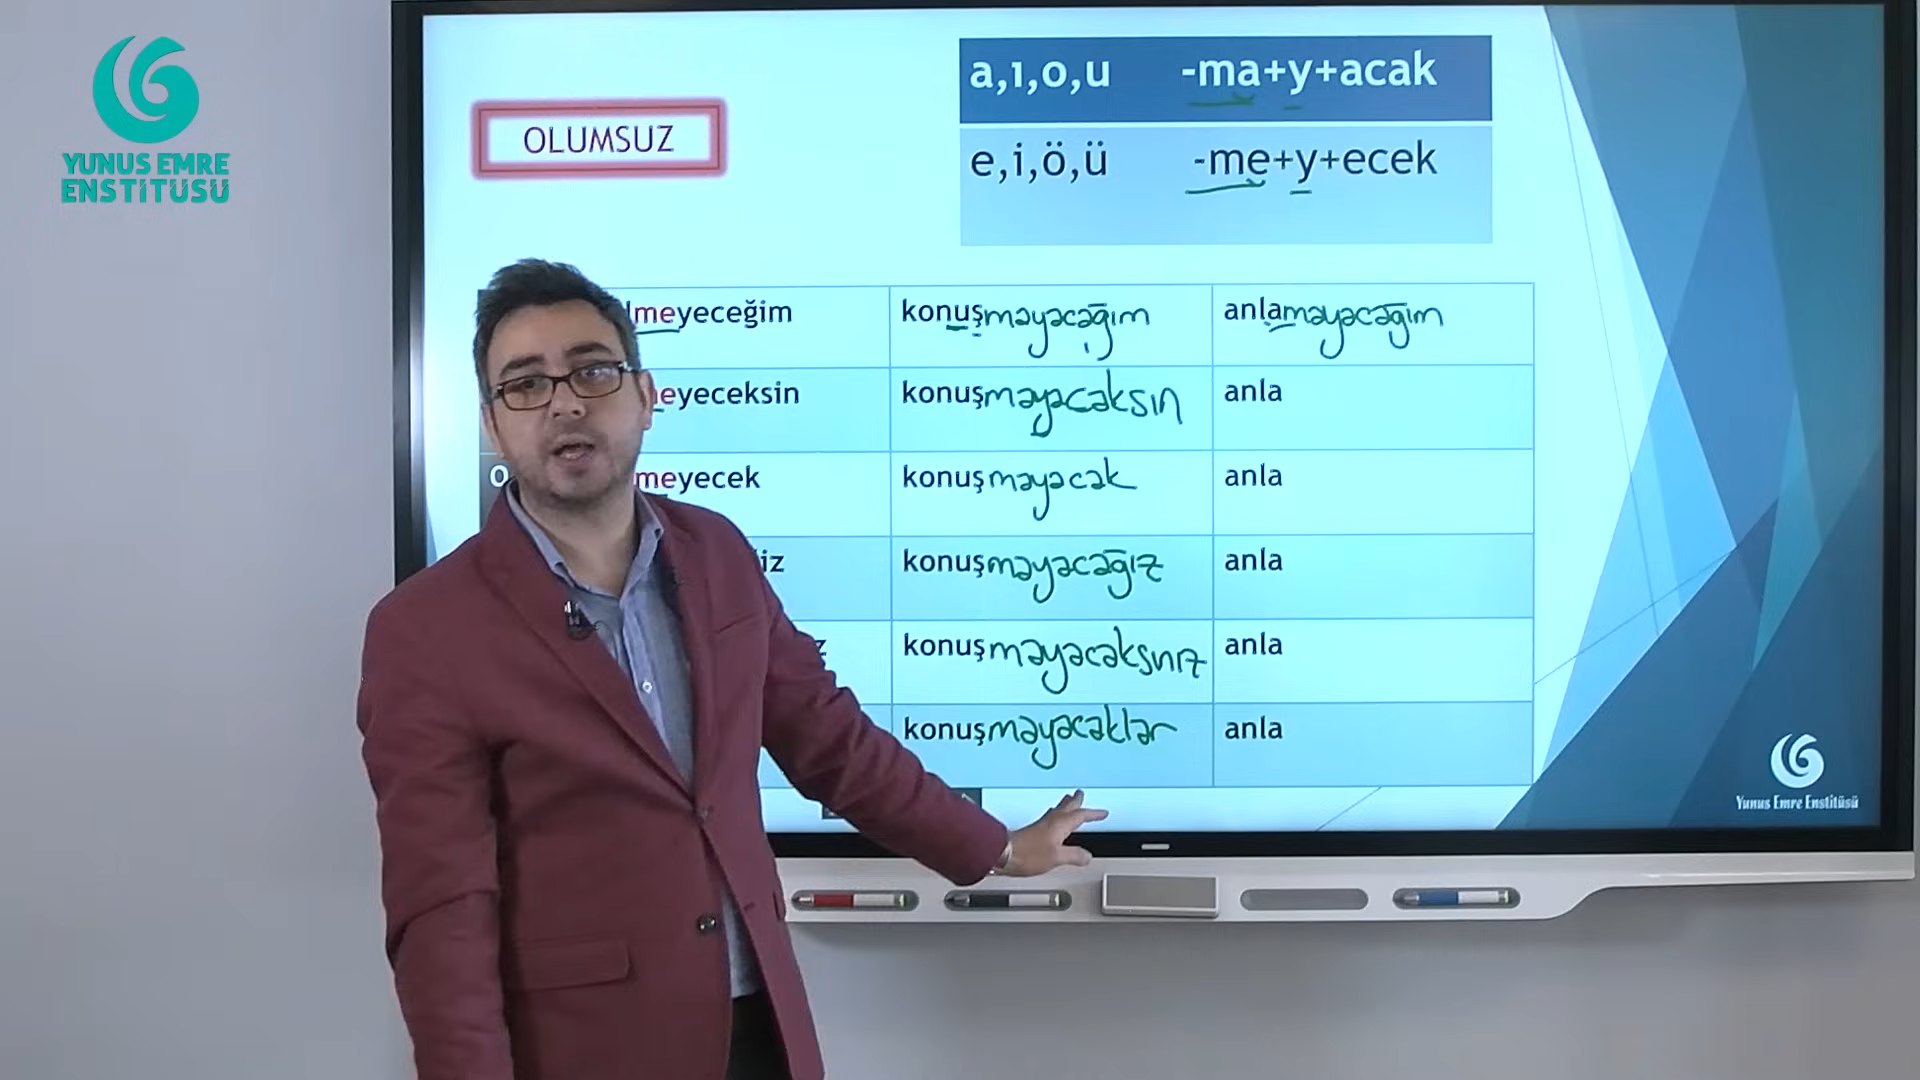 YUNUS EMRE
ENSTİTÜSÜ
OLUMSUZ
a,ı,o,u -ma+y+acak
e,i,ö,ü -me+y+ecek
meyeceğim konuşmayacağım anlamayacağım
eyeceksin konuşmayacaksın anla
meyecek konuşmayacak anla
iz konuşmayacağız anla
z konuşmayacaksınız anla
konuşmayacaklar anla
Yunus Emre Enstitüsü